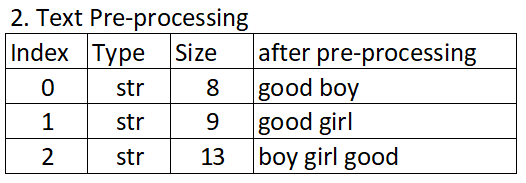 2. Text Pre-processing
Index Type Size after pre-processing
0 str 8 good boy
1 str 9 good girl
2 str 13 boy girl good